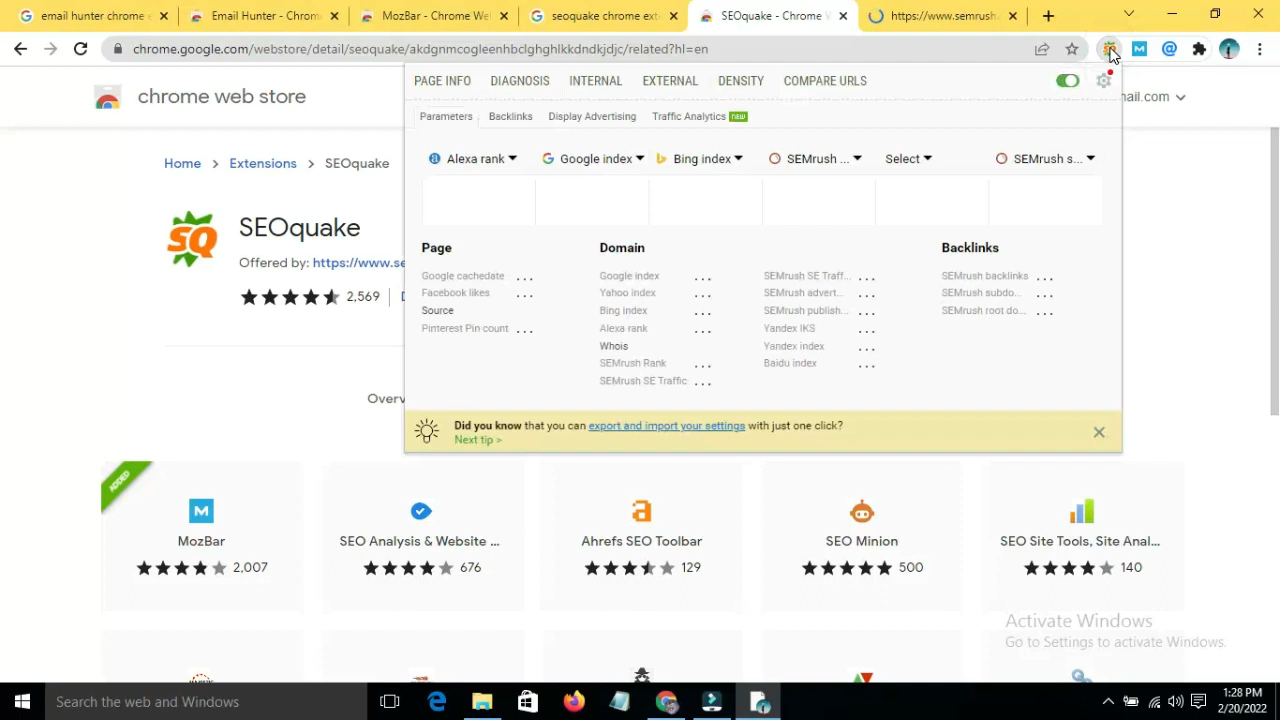 email hunter chrome e
Email Hunter - Chrom
MozBar - Chrome We
seoquake chrome ext
SEOquake - Chrome W
https://www.semrush.
chrome.google.com/webstore/detail/seoquake/akdgnmcogleenhbclghghlkkdndkjdjc/related?hl=en
chrome web store
ail.com
Home
Extensions
SEOquake
SEOquake
Offered by: https://www.se
2,569
Overv
PAGE INFO
DIAGNOSIS
INTERNAL
EXTERNAL
DENSITY
COMPARE URLS
Parameters
Backlinks
Display Advertising
Traffic Analytics new
Alexa rank
Google index
Bing index
SEMrush ...
Select
SEMrush s...
Page
Google cachedate ...
Facebook likes ...
Source
Pinterest Pin count ...
Domain
Google index ...
Yahoo index ...
Bing index ...
Alexa rank ...
Whois
SEMrush Rank ...
SEMrush SE Traffic ...
SEMrush SE Traff... ...
SEMrush advert... ...
SEMrush publish... ...
Yandex IKS ...
Yandex index ...
Baidu index ...
Backlinks
SEMrush backlinks ...
SEMrush subdo... ...
SEMrush root do... ...
Did you know that you can export and import your settings with just one click?
Next tip >
ADDED
MozBar
2,007
SEO Analysis & Website ...
676
Ahrefs SEO Toolbar
129
SEO Minion
500
SEO Site Tools, Site Anal...
140
Activate Windows
Go to Settings to activate Windows.
Search the web and Windows
1:28 PM
2/20/2022